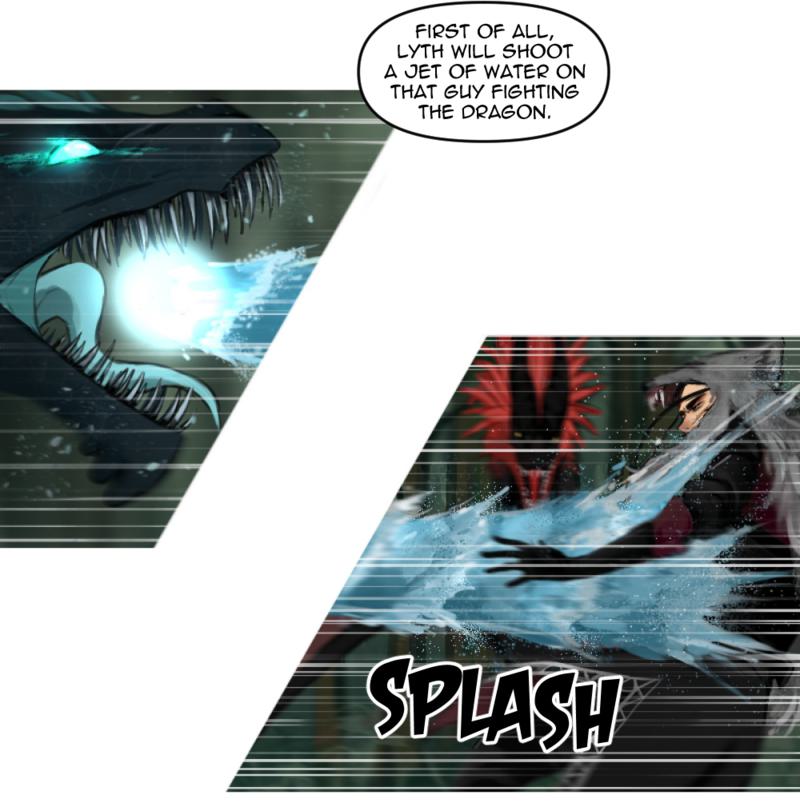 FIRST OF ALL,
LYTH WILL SHOOT
A JET OF WATER ON
THAT GUY FIGHTING
THE DRAGON.
SPLASH